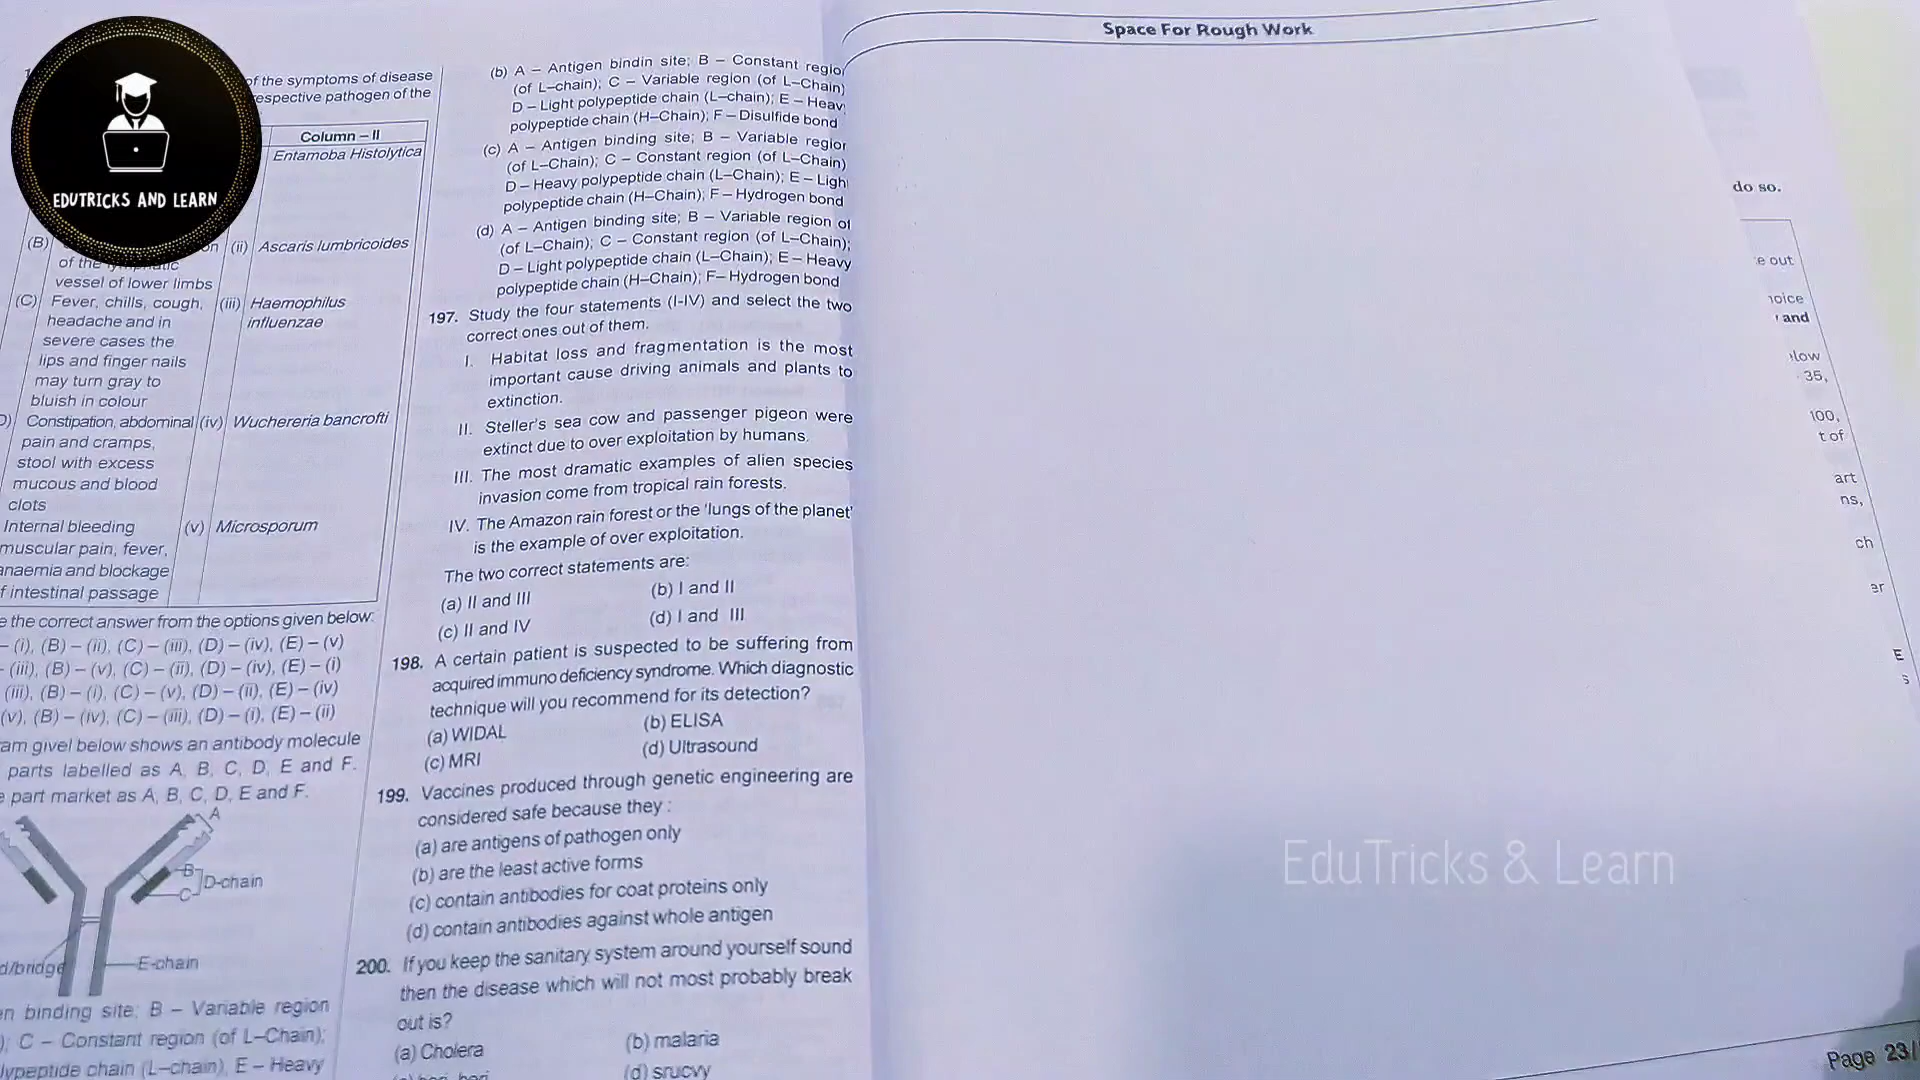 EDUTRICKS AND LEARN
of the symptoms of disease
respective pathogen of the
Column – II
Entamoba Histolytica
(B) (ii) Ascaris lumbricoides
of the lymphatic
vessel of lower limbs
(C) Fever, chills, cough, (iii) Haemophilus
headache and in influenzae
severe cases the
lips and finger nails
may turn gray to
bluish in colour
Constipation, abdominal (iv) Wuchereria bancrofti
pain and cramps,
stool with excess
mucous and blood
clots
Internal bleeding (v) Microsporum
muscular pain, fever,
anaemia and blockage
intestinal passage
the correct answer from the options given below:
– (i), (B) – (ii), (C) – (iii), (D) – (iv), (E) – (v)
– (iii), (B) – (v), (C) – (ii), (D) – (iv), (E) – (i)
(iii), (B) – (i), (C) – (v), (D) – (ii), (E) – (iv)
(v), (B) – (iv), (C) – (iii), (D) – (i), (E) – (ii)
givel below shows an antibody molecule
parts labelled as A, B, C, D, E and F.
part market as A, B, C, D, E and F.
A
B
D-chain
C
d/bridge
E-chain
binding site; B – Variable region
C – Constant region (of L–Chain);
chain (L–chain), E – Heavy
(b) A – Antigen bindin site; B – Constant
(of L–chain); C – Variable region (of L–Chain)
D – Light polypeptide chain (L–chain); E –
polypeptide chain (H–Chain); F – Disulfide bond
(c) A – Antigen binding site; B – Variable
(of L–Chain); C – Constant region (of L–Chain)
D – Heavy polypeptide chain (L–Chain); E –
polypeptide chain (H–Chain); F – Hydrogen bond
(d) A – Antigen binding site; B – Variable region of
(of L–Chain); C – Constant region (of L–Chain);
D – Light polypeptide chain (L–Chain); E – Heavy
polypeptide chain (H–Chain); F– Hydrogen bond
197. Study the four statements (I-IV) and select the two
correct ones out of them.
I. Habitat loss and fragmentation is the most
important cause driving animals and plants to
extinction.
II. Steller's sea cow and passenger pigeon were
extinct due to over exploitation by humans.
III. The most dramatic examples of alien species
invasion come from tropical rain forests.
IV. The Amazon rain forest or the 'lungs of the planet'
is the example of over exploitation.
The two correct statements are:
(a) II and III (b) I and II
(c) II and IV (d) I and III
198. A certain patient is suspected to be suffering from
acquired immuno deficiency syndrome. Which diagnostic
technique will you recommend for its detection?
(a) WIDAL (b) ELISA
(c) MRI (d) Ultrasound
199. Vaccines produced through genetic engineering are
considered safe because they :
(a) are antigens of pathogen only
(b) are the least active forms
(c) contain antibodies for coat proteins only
(d) contain antibodies against whole antigen
200. If you keep the sanitary system around yourself sound
then the disease which will not most probably break
out is?
(a) Cholera (b) malaria
(d) srucvy
Space For Rough Work
do so.
out
and
35,
100,
t of
EduTricks & Learn
Page 23/